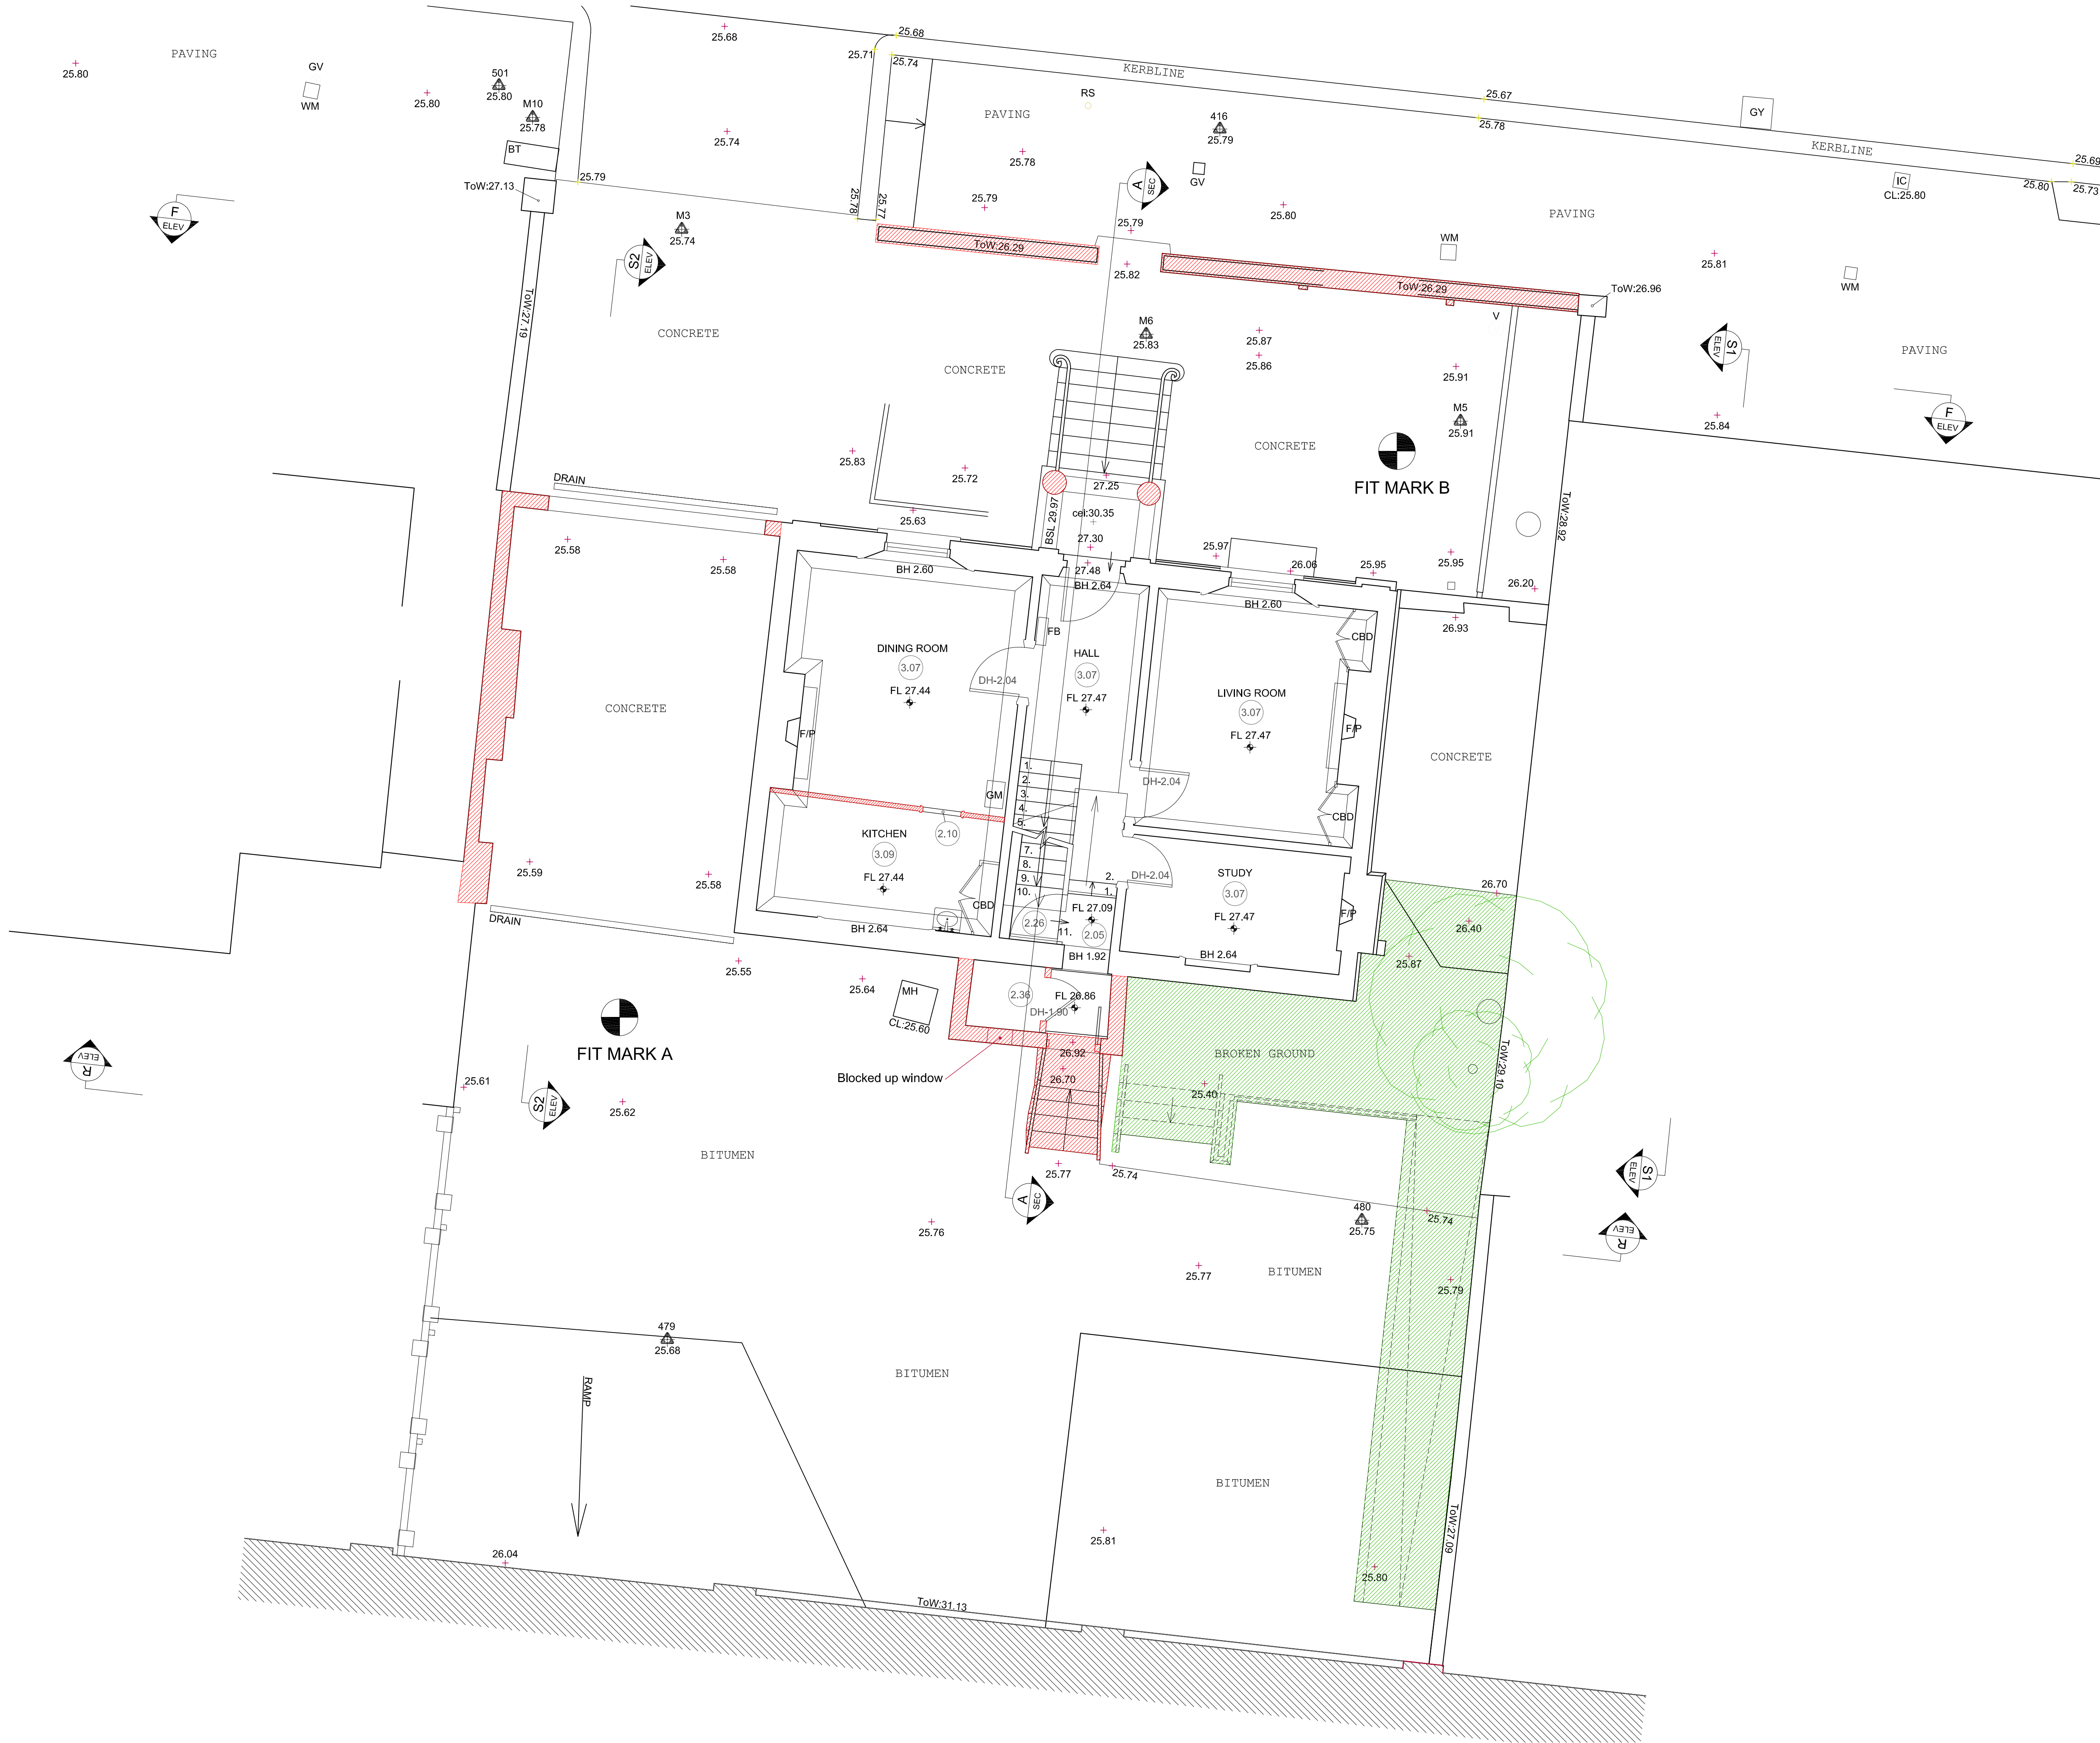 25.68
25.68
25.71
25.74
KERBLINE
PAVING
GV
25.80
WM
501
25.80
25.80
M10
25.78
BT
25.74
RS
PAVING
416
25.79
25.67
25.78
GY
KERBLINE
25.69
25.73
25.80
IC
CL:25.80
25.78
GV
A
SEC
ToW:27.13
25.79
25.78
25.77
25.79
25.79
25.80
PAVING
F
ELEV
M3
25.74
S2
ELEV
ToW:26.29
25.82
WM
25.81
WM
ToW:26.29
ToW:26.96
ToW:27.19
V
CONCRETE
M6
25.83
25.87
25.86
S1
ELEV
PAVING
CONCRETE
25.91
M5
25.91
25.84
F
ELEV
CONCRETE
25.83
25.72
DRAIN
27.25
FIT MARK B
ToW:28.92
BSL 29.97
cel:30.35
25.63
27.30
25.58
25.58
25.97
26.06
25.95
25.95
26.20
BH 2.60
27.48
BH 2.64
BH 2.60
26.93
FB
CBD
DINING ROOM
3.07
FL 27.44
HALL
3.07
FL 27.47
DH-2.04
LIVING ROOM
3.07
FL 27.47
CONCRETE
F/P
F/P
CONCRETE
1.
2.
3.
4.
5.
GM
DH-2.04
CBD
KITCHEN
3.09
FL 27.44
2.10
7.
8.
9.
10.
11.
2.
1.
DH-2.04
STUDY
3.07
FL 27.47
F/P
25.59
25.58
26.70
26.40
DRAIN
CBD
2.26
FL 27.09
2.05
BH 2.64
BH 1.92
BH 2.64
25.87
25.55
25.64
MH
CL:25.60
2.36
FL 26.86
DH-1.90
FIT MARK A
26.92
BROKEN GROUND
ToW:29.10
R
ELEV
Blocked up window
26.70
25.40
25.61
S2
ELEV
25.62
BITUMEN
25.77
25.74
S1
ELEV
A
SEC
25.76
480
25.75
25.74
R
ELEV
25.77
BITUMEN
25.79
479
25.68
BITUMEN
RAMP
BITUMEN
25.81
ToW:27.09
26.04
25.80
ToW:31.13